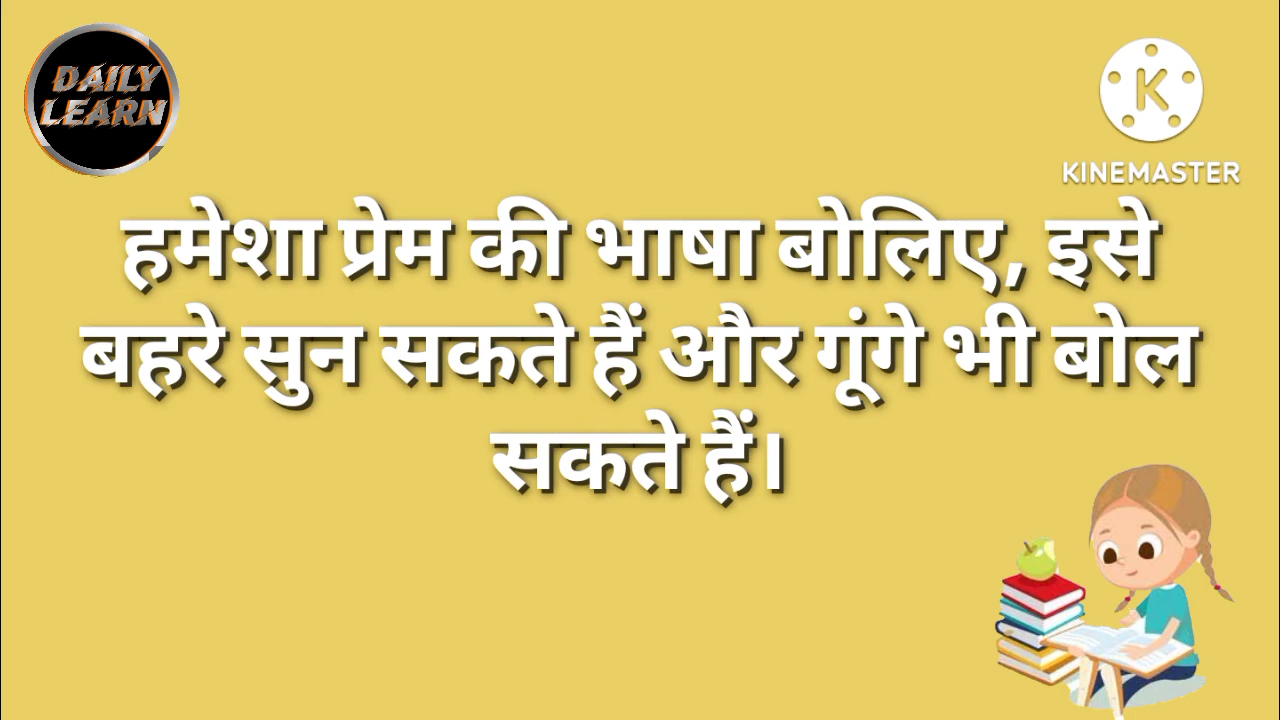 DAILY
LEARN
K
KINEMASTER
हमेशा प्रेम की भाषा बोलिए, इसे
बहरे सुन सकते हैं और गूंगे भी बोल
सकते हैं।